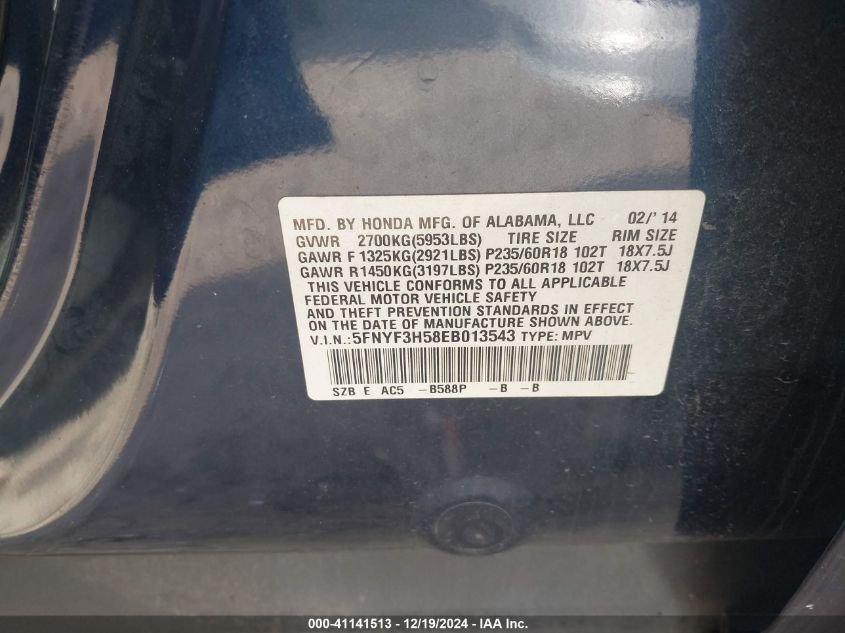 MFD. BY HONDA MFG. OF ALABAMA, LLC 02/'14
GVWR 2700KG(5953LBS) TIRE SIZE RIM SIZE
GAWR F 1325KG(2921LBS) P235/60R18 102T 18X7.5J
GAWR R1450KG(3197LBS) P235/60R18 102T 18X7.5J
THIS VEHICLE CONFORMS TO ALL APPLICABLE
FEDERAL MOTOR VEHICLE SAFETY
AND THEFT PREVENTION STANDARDS IN EFFECT
ON THE DATE OF MANUFACTURE SHOWN ABOVE.
V.I.N.:5FNYF3H58EB013543 TYPE: MPV
SZB E AC5 -B588P -B -B
000-41141513 - 12/19/2024 - IAA Inc.